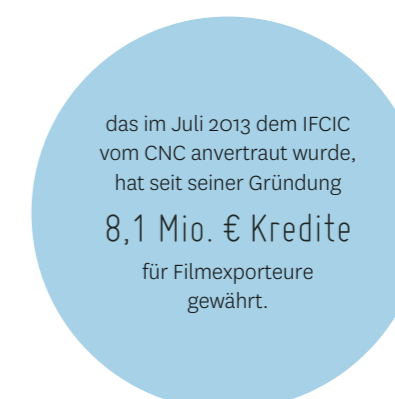 das im Juli 2013 dem IFCIC
vom CNC anvertraut wurde,
hat seit seiner Gründung
8,1 Mio. € Kredite
für Filmexporteure
gewährt.